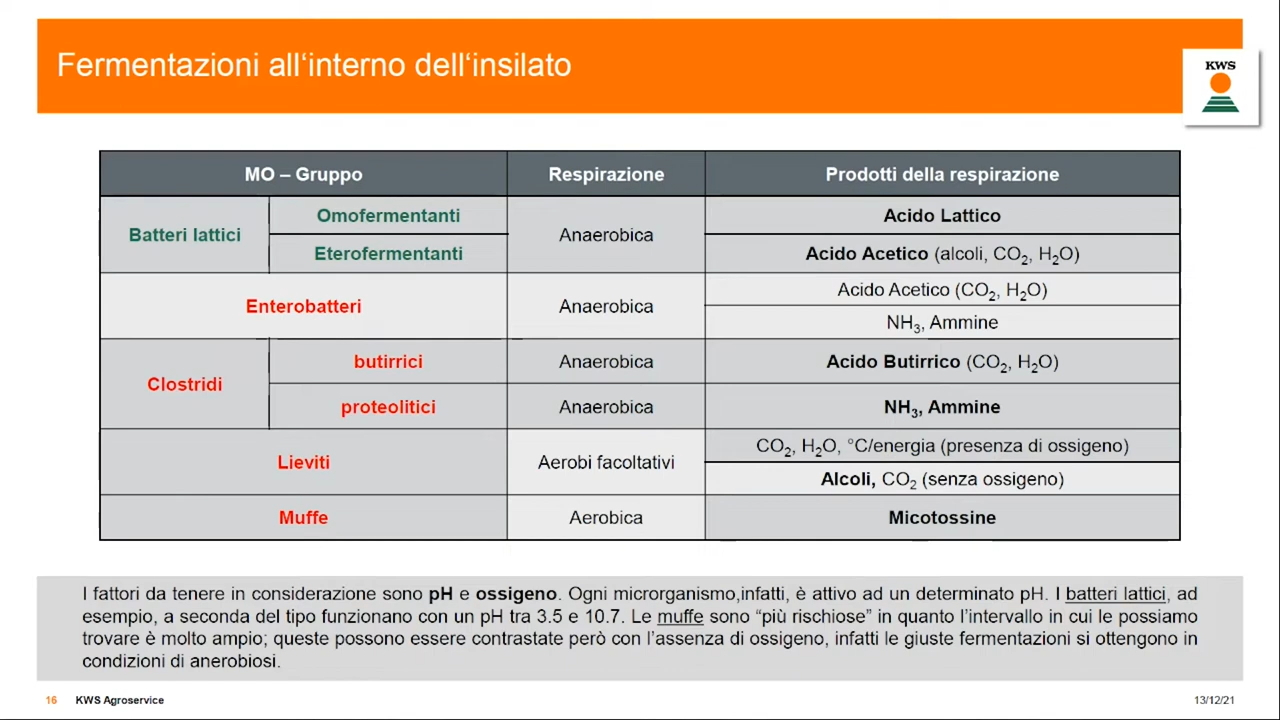 Fermentazioni all‘interno dell‘insilato
KWS
MO – Gruppo Respirazione Prodotti della respirazione
Batteri lattici Omofermentanti Anaerobica Acido Lattico
Eterofermentanti Acido Acetico (alcoli, CO₂, H₂O)
Enterobatteri Anaerobica Acido Acetico (CO₂, H₂O)
NH₃, Ammine
Clostridi butirrici Anaerobica Acido Butirrico (CO₂, H₂O)
proteolitici Anaerobica NH₃, Ammine
Lieviti Aerobi facoltativi CO₂, H₂O, °C/energia (presenza di ossigeno)
Alcoli, CO₂ (senza ossigeno)
Muffe Aerobica Micotossine
I fattori da tenere in considerazione sono pH e ossigeno. Ogni microrganismo,infatti, è attivo ad un determinato pH. I batteri lattici, ad
esempio, a seconda del tipo funzionano con un pH tra 3.5 e 10.7. Le muffe sono “più rischiose” in quanto l’intervallo in cui le possiamo
trovare è molto ampio; queste possono essere contrastate però con l’assenza di ossigeno, infatti le giuste fermentazioni si ottengono in
condizioni di anerobiosi.
16 KWS Agroservice 13/12/21